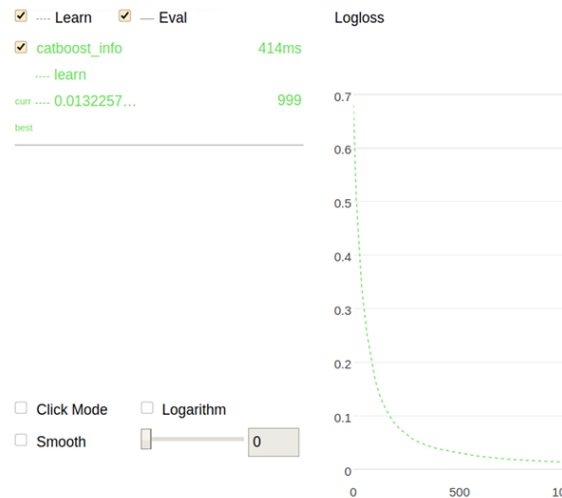 Learn Eval
catboost_info 414ms
learn
curr 0.0132257... 999
best
Click Mode Logarithm
Smooth 0
Logloss
0.7
0.6
0.5
0.4
0.3
0.2
0.1
0
0 500